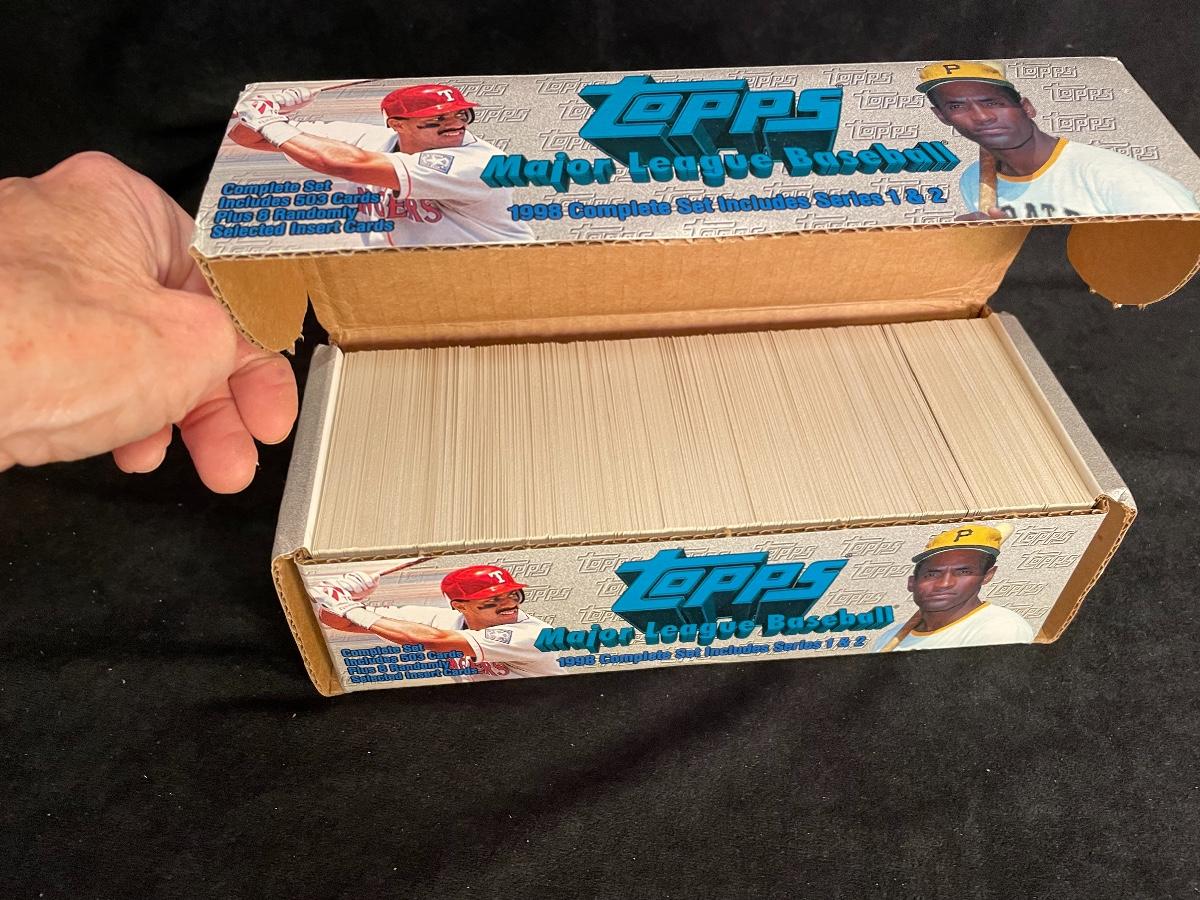 Topps
Major League Baseball
1998 Complete Set Includes Series 1 & 2
Complete Set
Includes 503 Cards
Plus 8 Randomly
Selected Insert Cards
T
P
Topps
Major League Baseball
1998 Complete Set Includes Series 1 & 2
Complete Set
Includes 503 Cards
Plus 8 Randomly
Selected Insert Cards
T
P